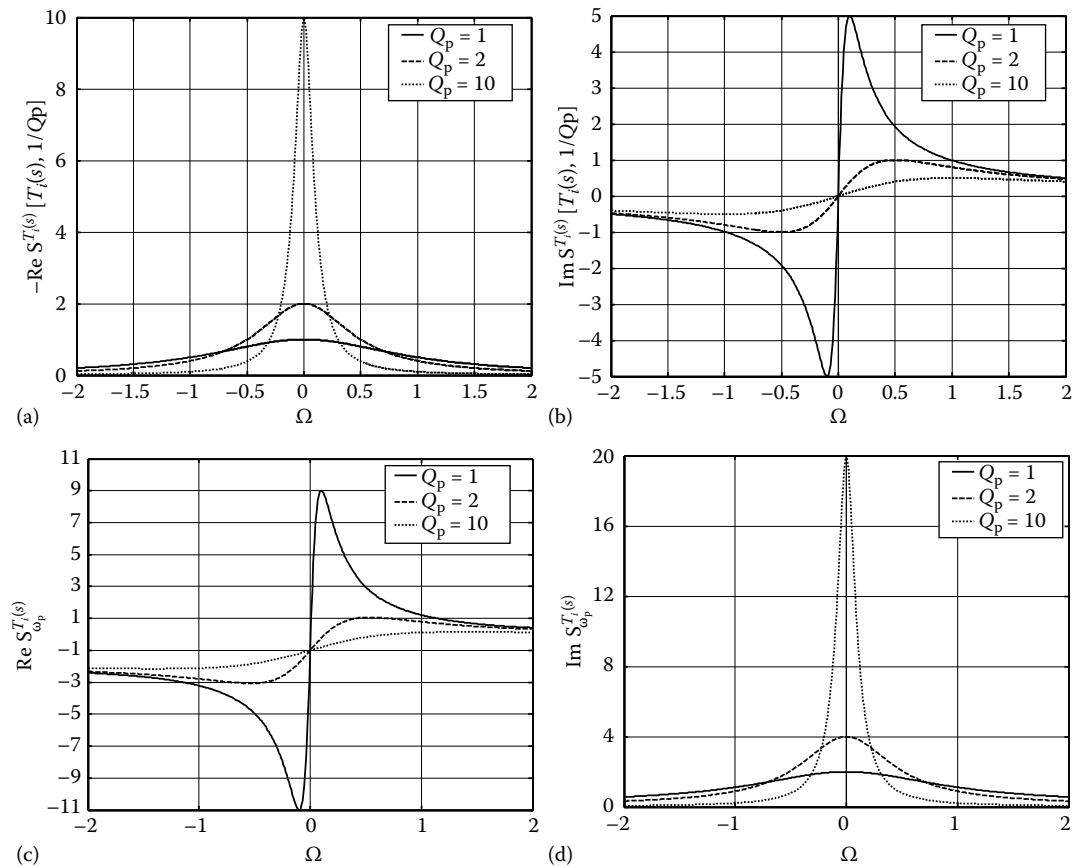 10
8
6
4
2
0
−Re S^{T_i(s)} [T_i(s), 1/Qp]
Q_p = 1
Q_p = 2
Q_p = 10
−2 −1.5 −1 −0.5 0 0.5 1 1.5 2
(a) Ω
5
4
3
2
1
0
−1
−2
−3
−4
−5
Im S^{T_i(s)} [T_i(s), 1/Qp]
Q_p = 1
Q_p = 2
Q_p = 10
−2 −1.5 −1 −0.5 0 0.5 1 1.5 2
(b) Ω
11
9
7
5
3
1
−1
−3
−5
−7
−9
−11
Re S_{ω_p}^{T_i(s)}
Q_p = 1
Q_p = 2
Q_p = 10
−2 −1 0 1 2
(c) Ω
20
16
12
8
4
0
Im S_{ω_p}^{T_i(s)}
Q_p = 1
Q_p = 2
Q_p = 10
−2 −1 0 1 2
(d) Ω